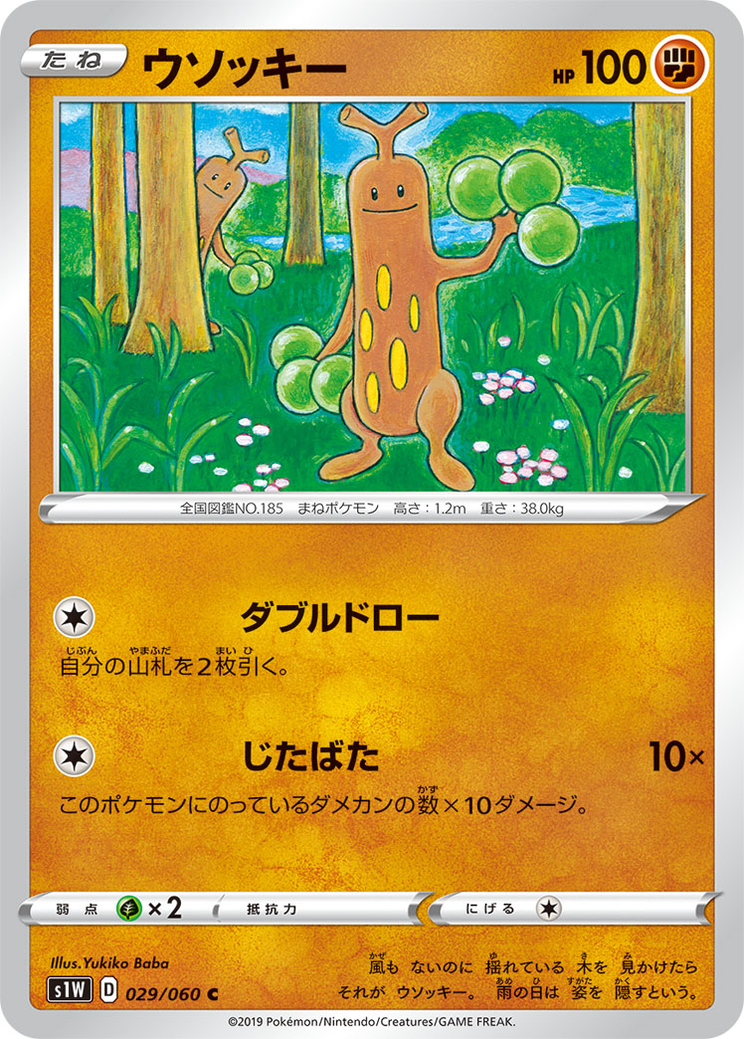 たね ウソッキー HP 100
全国図鑑NO.185 まねポケモン 高さ:1.2m 重さ:38.0kg
ダブルドロー
自分の山札を2枚引く。
じたばた 10×
このポケモンにのっているダメカンの数×10ダメージ。
弱点 ×2 抵抗力 にげる
Illus.Yukiko Baba
風も ないのに 揺れている 木を 見かけたら
それが ウソッキー。 雨の日は 姿を 隠すという。
s1W D 029/060 C
©2019 Pokémon/Nintendo/Creatures/GAME FREAK.